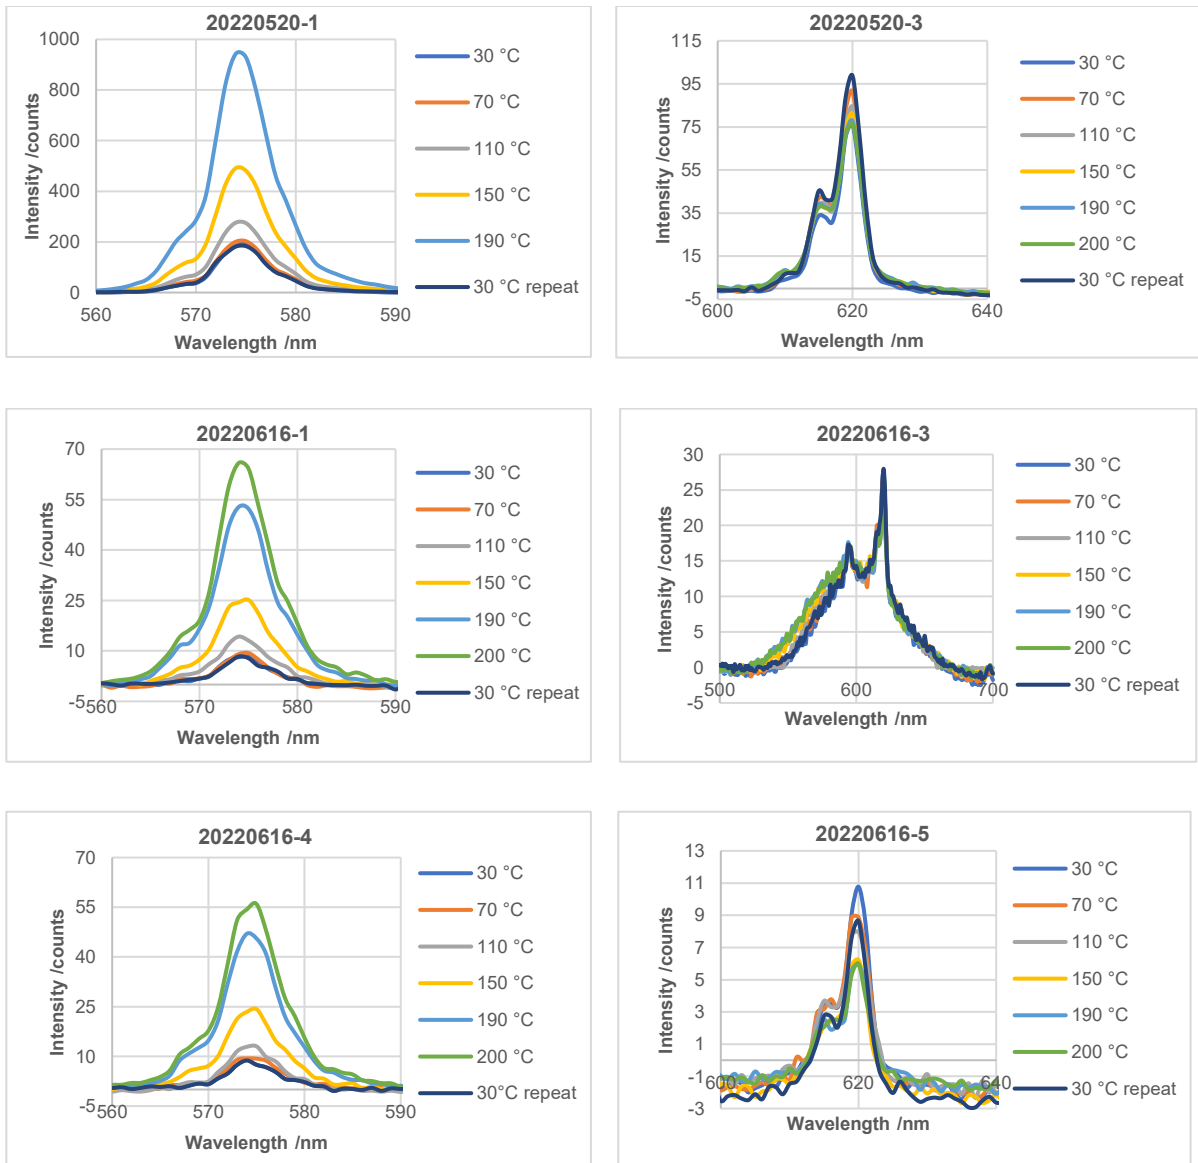 20220520-1
1000
800
600
400
200
0
560
570
580
590
Intensity /counts
Wavelength /nm
30 °C
70 °C
110 °C
150 °C
190 °C
30 °C repeat
20220520-3
115
95
75
55
35
15
-5
600
620
640
Intensity /counts
Wavelength /nm
30 °C
70 °C
110 °C
150 °C
190 °C
200 °C
30 °C repeat
20220616-1
70
55
40
25
10
-5
560
570
580
590
Intensity /counts
Wavelength /nm
30 °C
70 °C
110 °C
150 °C
190 °C
200 °C
30 °C repeat
20220616-3
30
25
20
15
10
5
0
-5
500
600
700
Intensity /counts
Wavelength /nm
30 °C
70 °C
110 °C
150 °C
190 °C
200 °C
30 °C repeat
20220616-4
70
55
40
25
10
-5
560
570
580
590
Intensity /counts
Wavelength /nm
30 °C
70 °C
110 °C
150 °C
190 °C
200 °C
30°C repeat
20220616-5
13
11
9
7
5
3
1
-1
-3
600
620
640
Intensity /counts
Wavelength /nm
30 °C
70 °C
110 °C
150 °C
190 °C
200 °C
30°C repeat